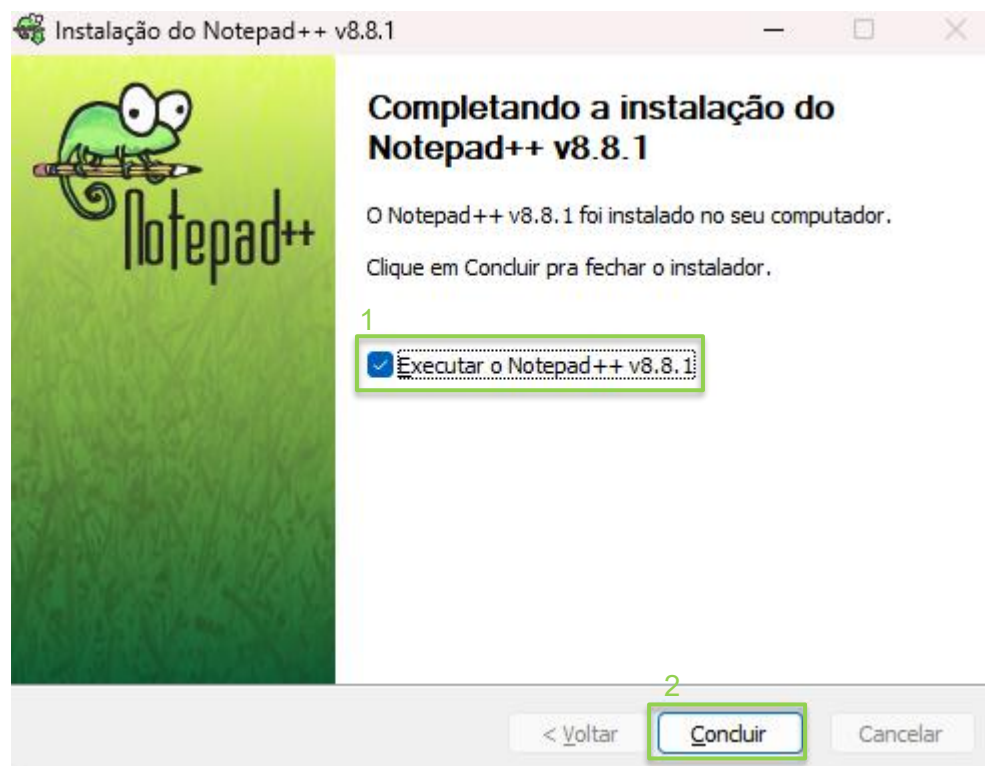 Instalação do Notepad++ v8.8.1
Notepad++
Completando a instalação do
Notepad++ v8.8.1
O Notepad++ v8.8.1 foi instalado no seu computador.
Clique em Concluir pra fechar o instalador.
1
Executar o Notepad++ v8.8.1
2
< Voltar
Concluir
Cancelar